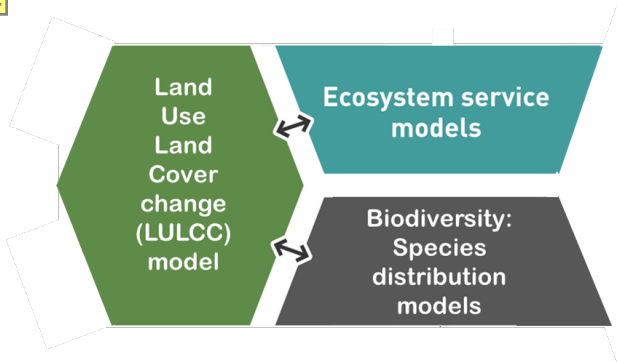 Land
Use
Land
Cover
change
(LULCC)
model
Ecosystem service
models
Biodiversity:
Species
distribution
models